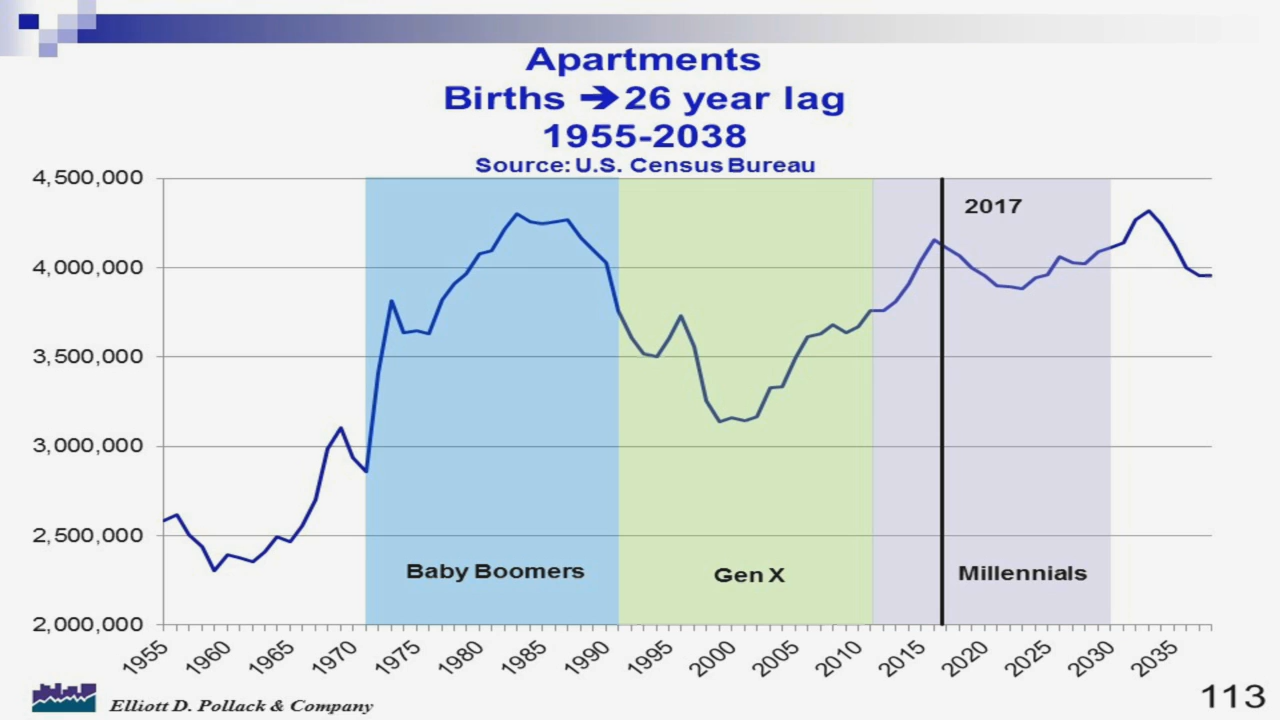 Apartments
Births ➔26 year lag
1955-2038
Source: U.S. Census Bureau
4,500,000
4,000,000
3,500,000
3,000,000
2,500,000
2,000,000
2017
Baby Boomers
Gen X
Millennials
1955 1960 1965 1970 1975 1980 1985 1990 1995 2000 2005 2010 2015 2020 2025 2030 2035
Elliott D. Pollack & Company
113